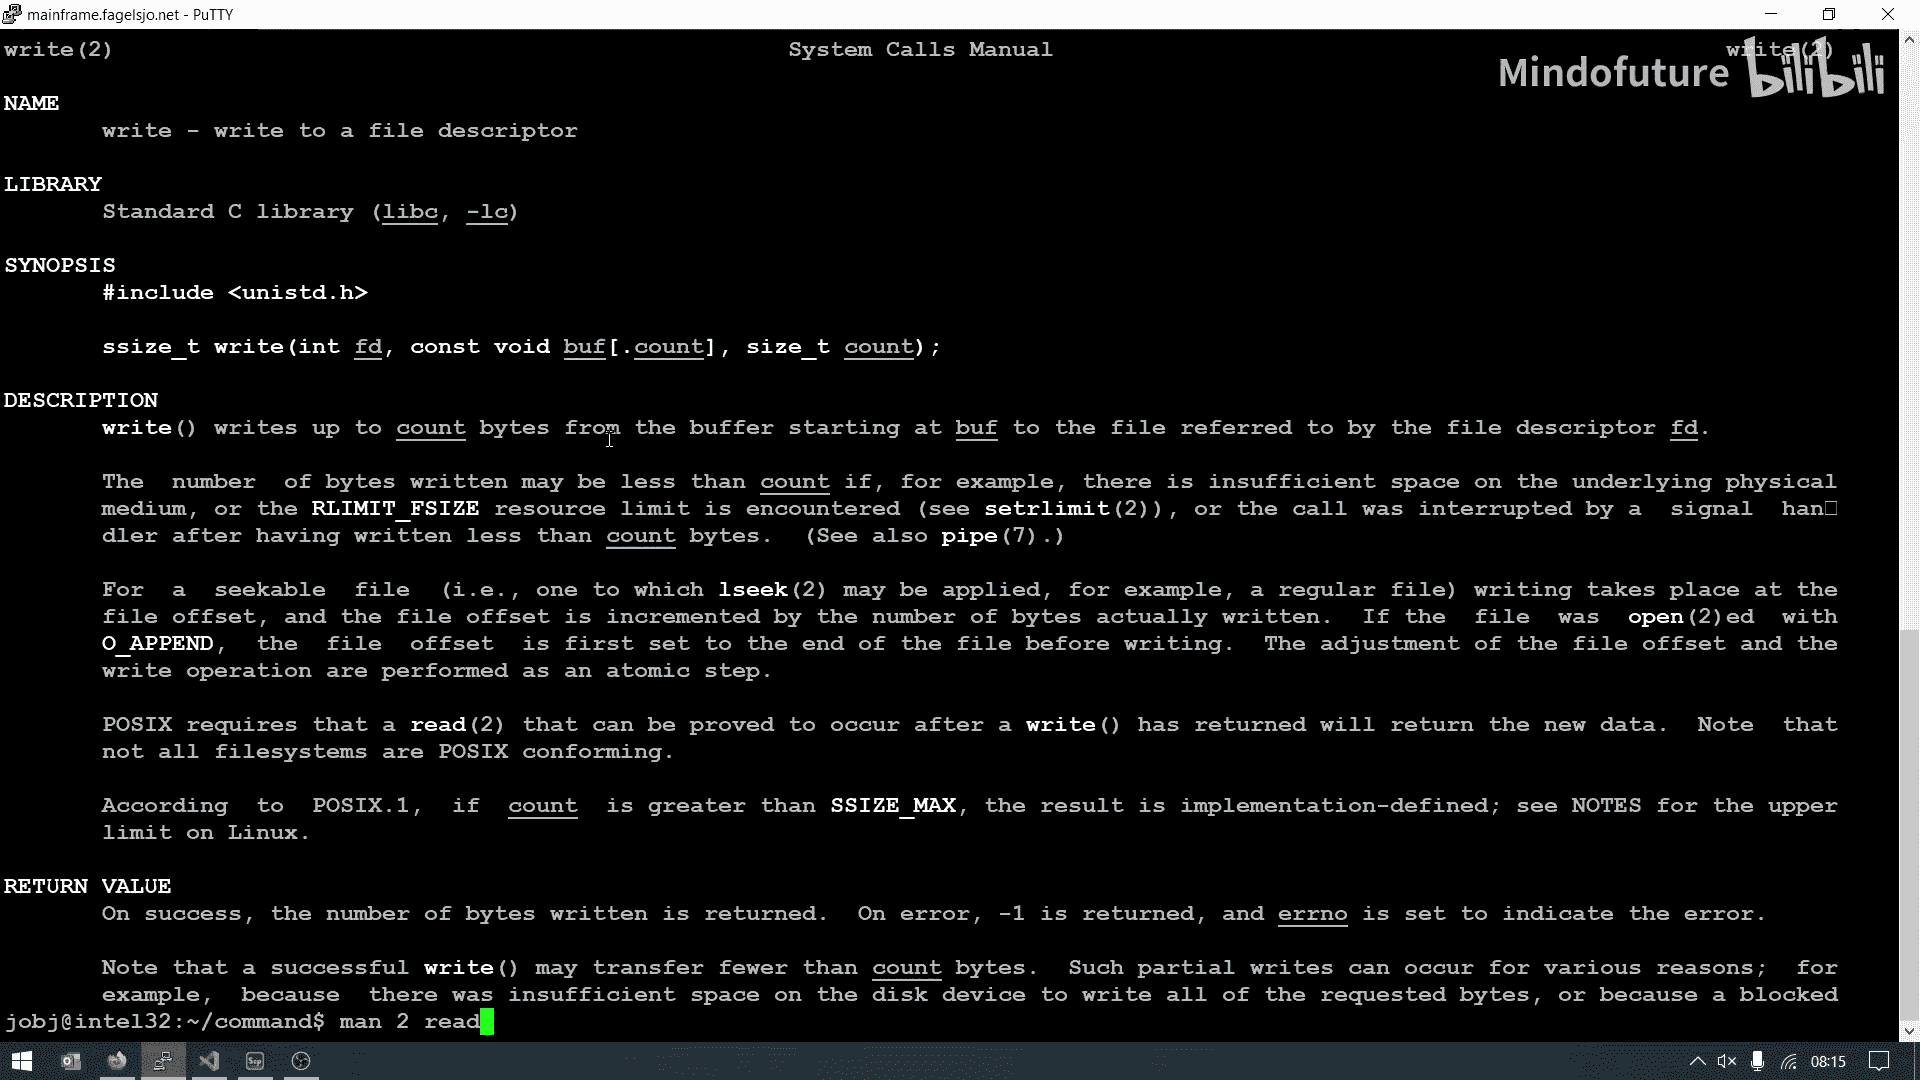 mainframe.fagelsjo.net - PuTTY
write(2) System Calls Manual write(2)
Mindofuture bilibili
NAME
write - write to a file descriptor
LIBRARY
Standard C library (libc, -lc)
SYNOPSIS
#include <unistd.h>
ssize_t write(int fd, const void buf[.count], size_t count);
DESCRIPTION
write() writes up to count bytes from the buffer starting at buf to the file referred to by the file descriptor fd.
The number of bytes written may be less than count if, for example, there is insufficient space on the underlying physical
medium, or the RLIMIT_FSIZE resource limit is encountered (see setrlimit(2)), or the call was interrupted by a signal han□
dler after having written less than count bytes. (See also pipe(7).)
For a seekable file (i.e., one to which lseek(2) may be applied, for example, a regular file) writing takes place at the
file offset, and the file offset is incremented by the number of bytes actually written. If the file was open(2)ed with
O_APPEND, the file offset is first set to the end of the file before writing. The adjustment of the file offset and the
write operation are performed as an atomic step.
POSIX requires that a read(2) that can be proved to occur after a write() has returned will return the new data. Note that
not all filesystems are POSIX conforming.
According to POSIX.1, if count is greater than SSIZE_MAX, the result is implementation-defined; see NOTES for the upper
limit on Linux.
RETURN VALUE
On success, the number of bytes written is returned. On error, -1 is returned, and errno is set to indicate the error.
Note that a successful write() may transfer fewer than count bytes. Such partial writes can occur for various reasons; for
example, because there was insufficient space on the disk device to write all of the requested bytes, or because a blocked
jobj@intel32:~/command$ man 2 read
08:15